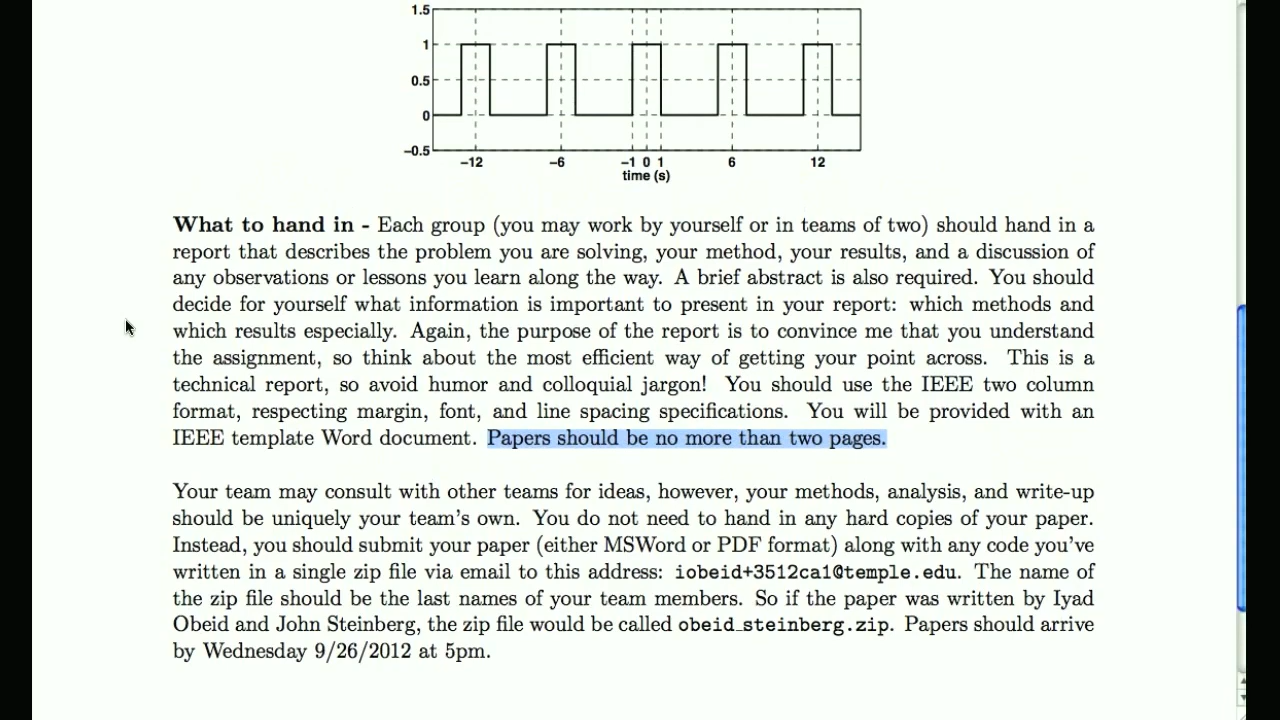 1.5
1
0.5
0
−0.5
−12 −6 −1 0 1 6 12
time (s)
What to hand in - Each group (you may work by yourself or in teams of two) should hand in a
report that describes the problem you are solving, your method, your results, and a discussion of
any observations or lessons you learn along the way. A brief abstract is also required. You should
decide for yourself what information is important to present in your report: which methods and
which results especially. Again, the purpose of the report is to convince me that you understand
the assignment, so think about the most efficient way of getting your point across. This is a
technical report, so avoid humor and colloquial jargon! You should use the IEEE two column
format, respecting margin, font, and line spacing specifications. You will be provided with an
IEEE template Word document. Papers should be no more than two pages.
Your team may consult with other teams for ideas, however, your methods, analysis, and write-up
should be uniquely your team's own. You do not need to hand in any hard copies of your paper.
Instead, you should submit your paper (either MSWord or PDF format) along with any code you've
written in a single zip file via email to this address: iobeid+3512ca1@temple.edu. The name of
the zip file should be the last names of your team members. So if the paper was written by Iyad
Obeid and John Steinberg, the zip file would be called obeid_steinberg.zip. Papers should arrive
by Wednesday 9/26/2012 at 5pm.